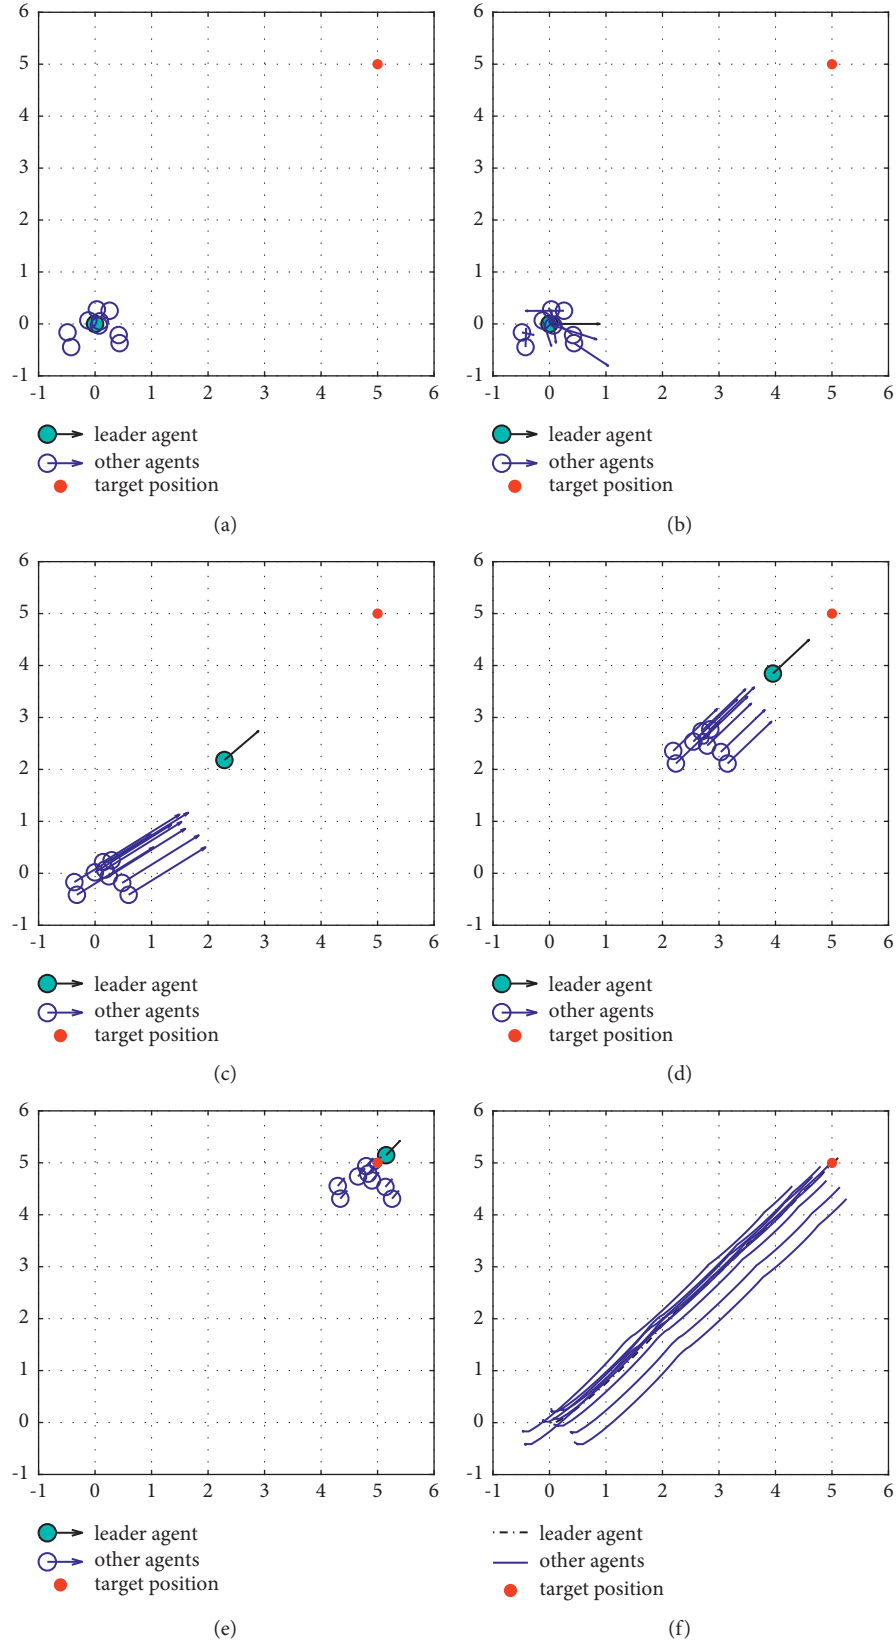 6
5
4
3
2
1
0
-1
-1 0 1 2 3 4 5 6
leader agent
other agents
target position
(a)
6
5
4
3
2
1
0
-1
-1 0 1 2 3 4 5 6
leader agent
other agents
target position
(b)
6
5
4
3
2
1
0
-1
-1 0 1 2 3 4 5 6
leader agent
other agents
target position
(c)
6
5
4
3
2
1
0
-1
-1 0 1 2 3 4 5 6
leader agent
other agents
target position
(d)
6
5
4
3
2
1
0
-1
-1 0 1 2 3 4 5 6
leader agent
other agents
target position
(e)
6
5
4
3
2
1
0
-1
-1 0 1 2 3 4 5 6
leader agent
other agents
target position
(f)